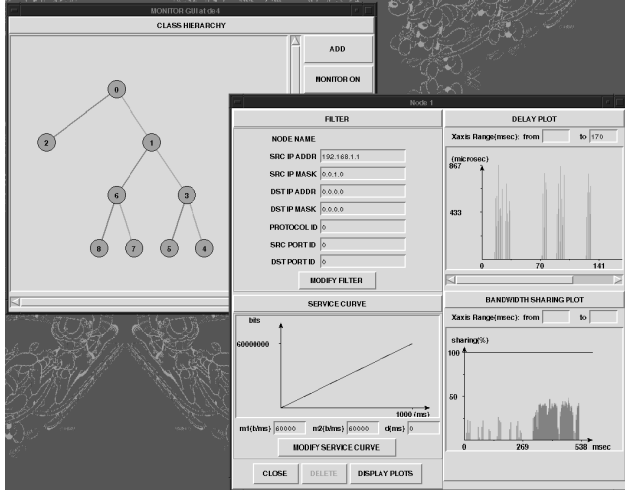 MONITOR GUI at de4
CLASS HIERARCHY
ADD
MONITOR ON
0
2
1
6
3
8
7
5
4
Node 1
FILTER
NODE NAME
SRC IP ADDR 192.168.1.1
SRC IP MASK 0.0.1.0
DST IP ADDR 0.0.0.0
DST IP MASK 0.0.0.0
PROTOCOL ID 0
SRC PORT ID 0
DST PORT ID 0
MODIFY FILTER
SERVICE CURVE
bits
60000000
1000 (ms)
m1(b/ms) 60000 m2(b/ms) 60000 d(ms) 0
MODIFY SERVICE CURVE
CLOSE DELETE DISPLAY PLOTS
DELAY PLOT
Xaxis Range(msec): from to 170
(microsec)
867
433
0 70 141
BANDWIDTH SHARING PLOT
Xaxis Range(msec): from to
sharing(%)
100
50
0 269 538 msec